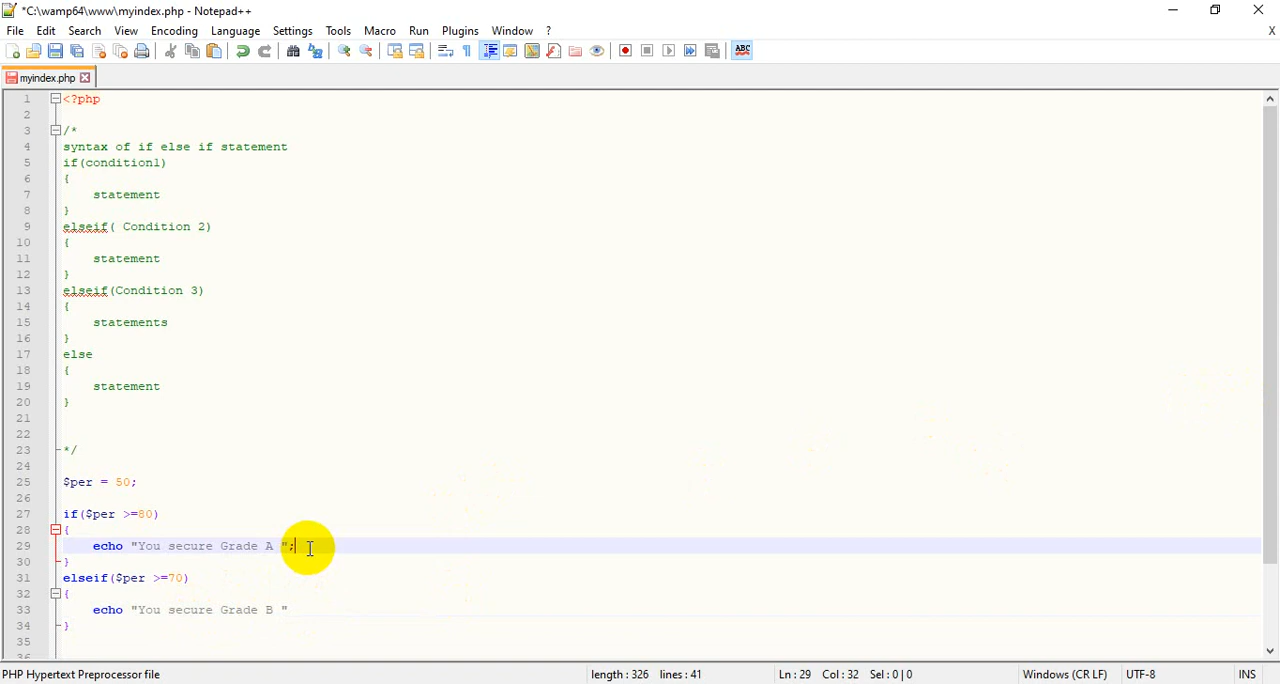 *C:\wamp64\www\myindex.php - Notepad++
File Edit Search View Encoding Language Settings Tools Macro Run Plugins Window ? X
ABC
myindex.php
1 <?php
2
3 /*
4 syntax of if else if statement
5 if(condition1)
6 {
7 statement
8 }
9 elseif( Condition 2)
10 {
11 statement
12 }
13 elseif(Condition 3)
14 {
15 statements
16 }
17 else
18 {
19 statement
20 }
21
22
23 */
24
25 $per = 50;
26
27 if($per >=80)
28 {
29 echo "You secure Grade A ";
30 }
31 elseif($per >=70)
32 {
33 echo "You secure Grade B "
34 }
35
36
PHP Hypertext Preprocessor file length : 326 lines : 41 Ln : 29 Col : 32 Sel : 0 | 0 Windows (CR LF) UTF-8 INS